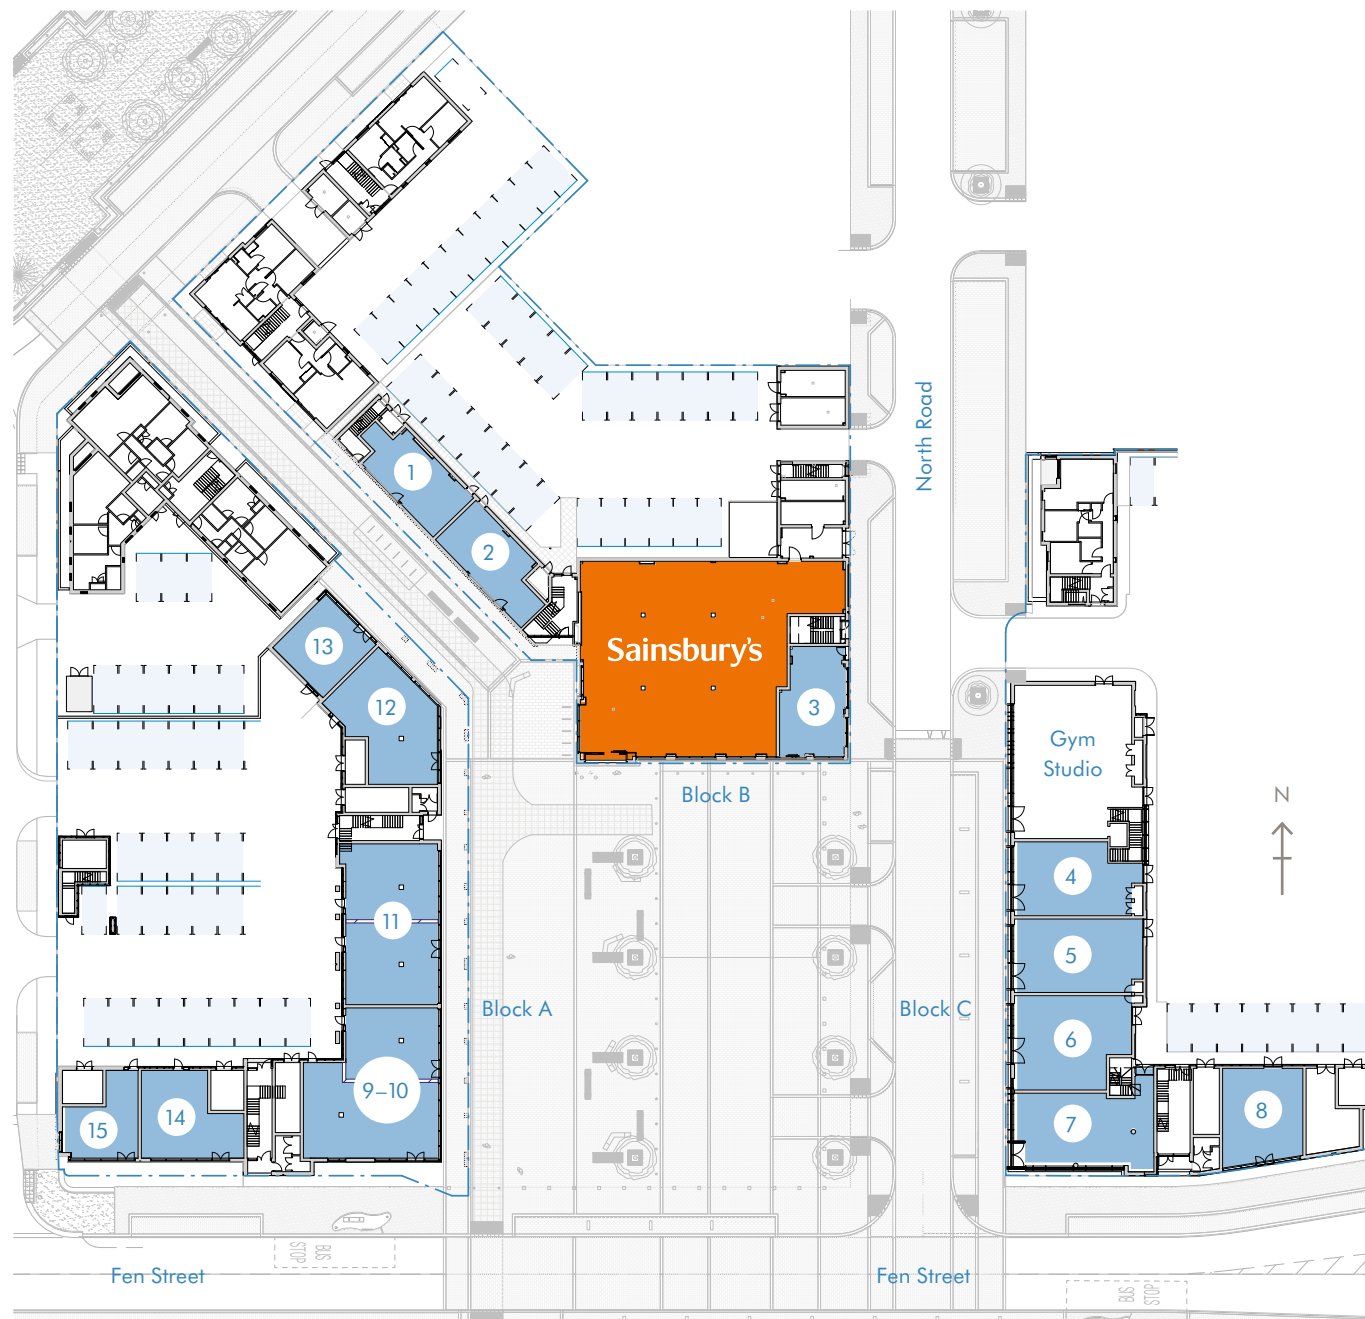 North Road
1
2
Sainsbury's
13
12
3
Gym
Studio
Block B
N
4
11
5
Block A
Block C
6
9–10
14
15
7
8
BUS
STOP
Fen Street
Fen Street
BUS
STOP